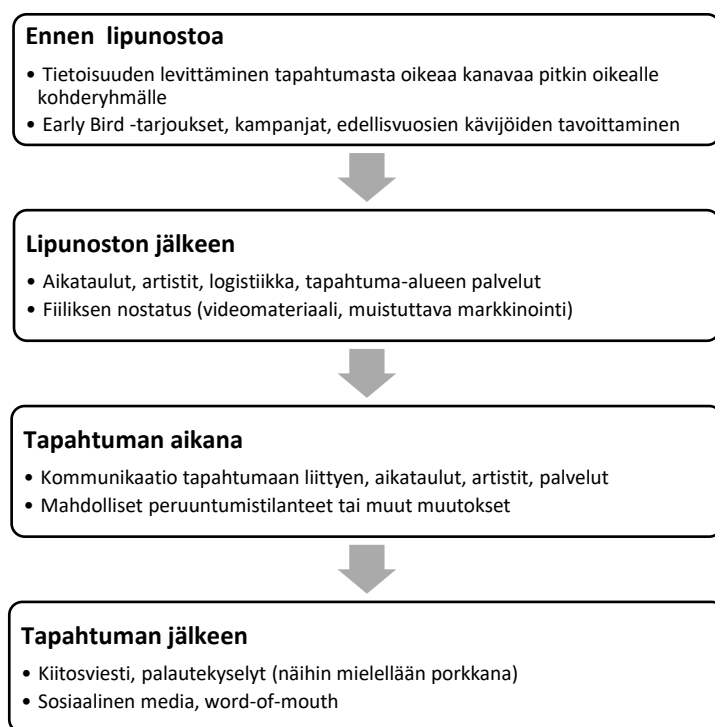 Ennen lipunostoa
• Tietoisuuden levittäminen tapahtumasta oikeaa kanavaa pitkin oikealle
kohderyhmälle
• Early Bird -tarjoukset, kampanjat, edellisvuosien kävijöiden tavoittaminen
Lipunoston jälkeen
• Aikataulut, artistit, logistiikka, tapahtuma-alueen palvelut
• Fiiliksen nostatus (videomateriaali, muistuttava markkinointi)
Tapahtuman aikana
• Kommunikaatio tapahtumaan liittyen, aikataulut, artistit, palvelut
• Mahdolliset peruuntumistilanteet tai muut muutokset
Tapahtuman jälkeen
• Kiitosviesti, palautekyselyt (näihin mielellään porkkana)
• Sosiaalinen media, word-of-mouth